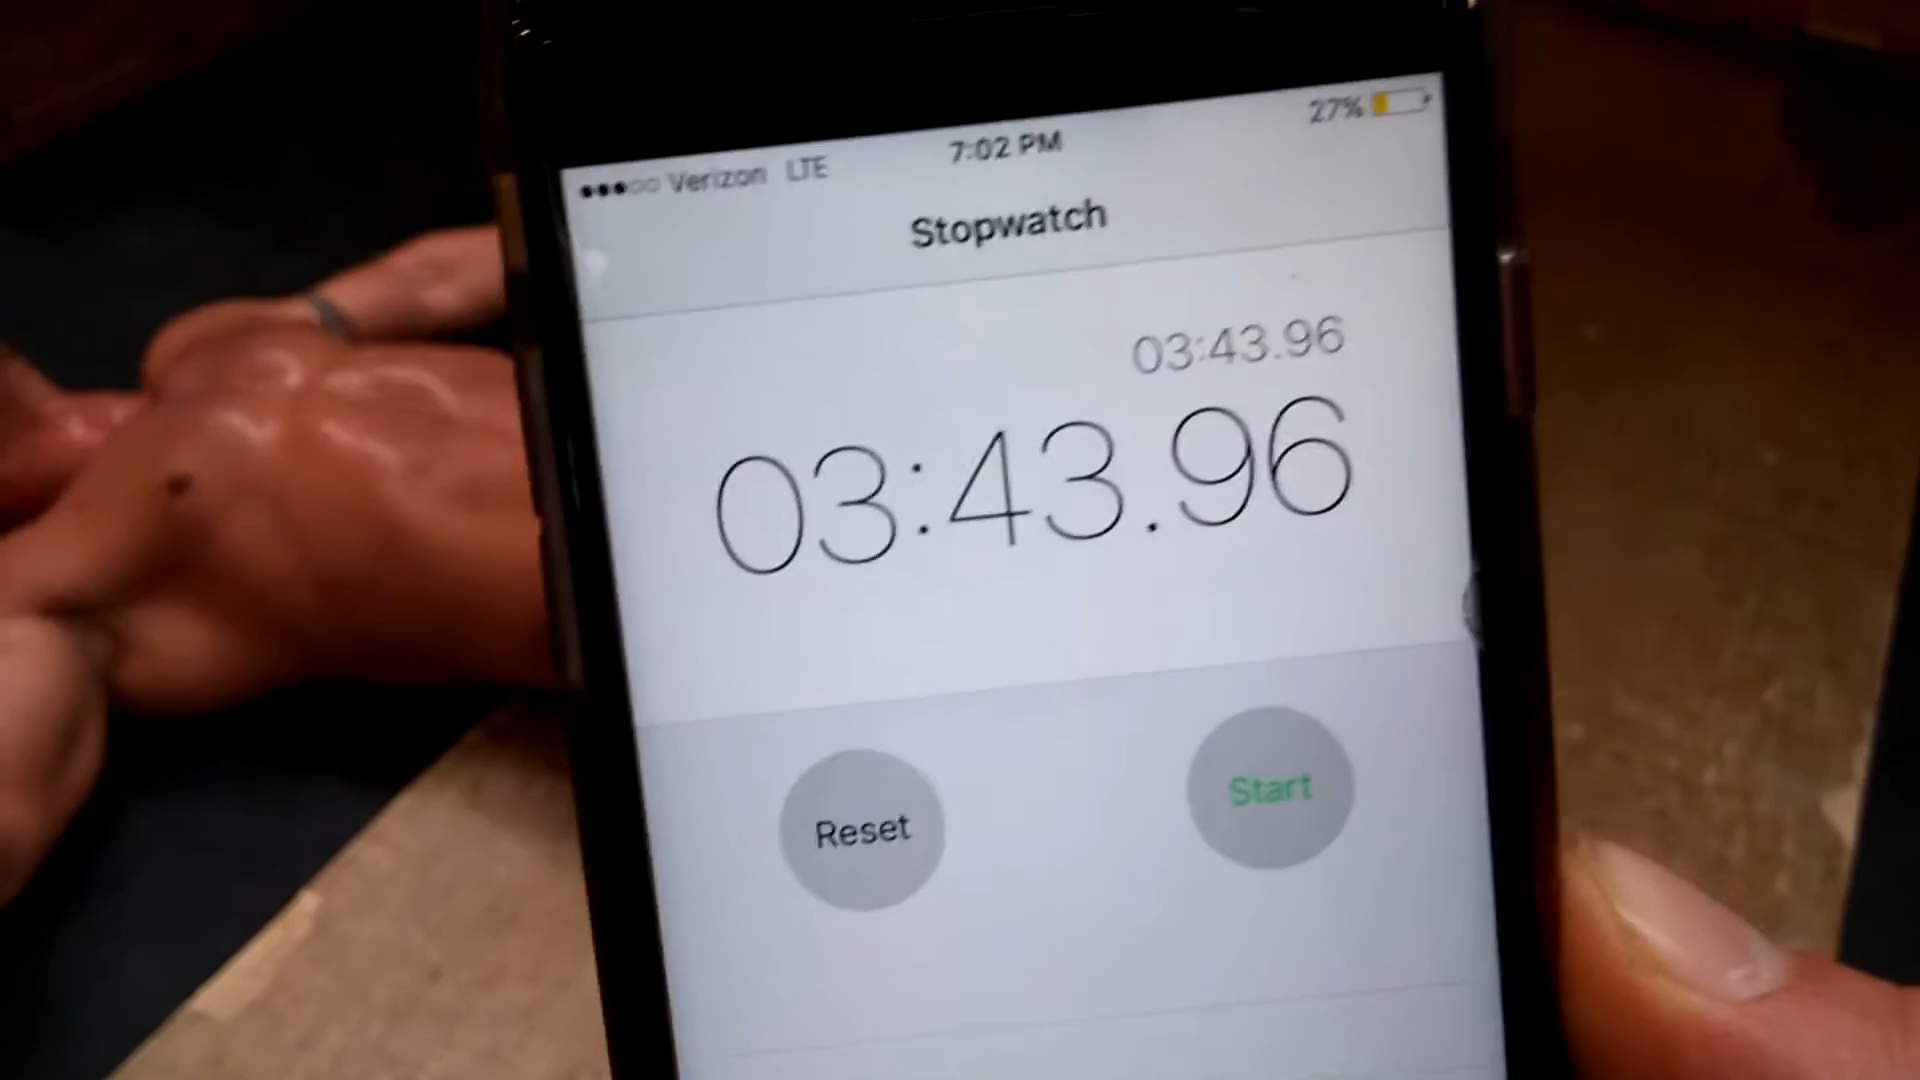 ●●●○○ Verizon LTE 7:02 PM 27%
Stopwatch
03:43.96
03:43.96
Reset Start